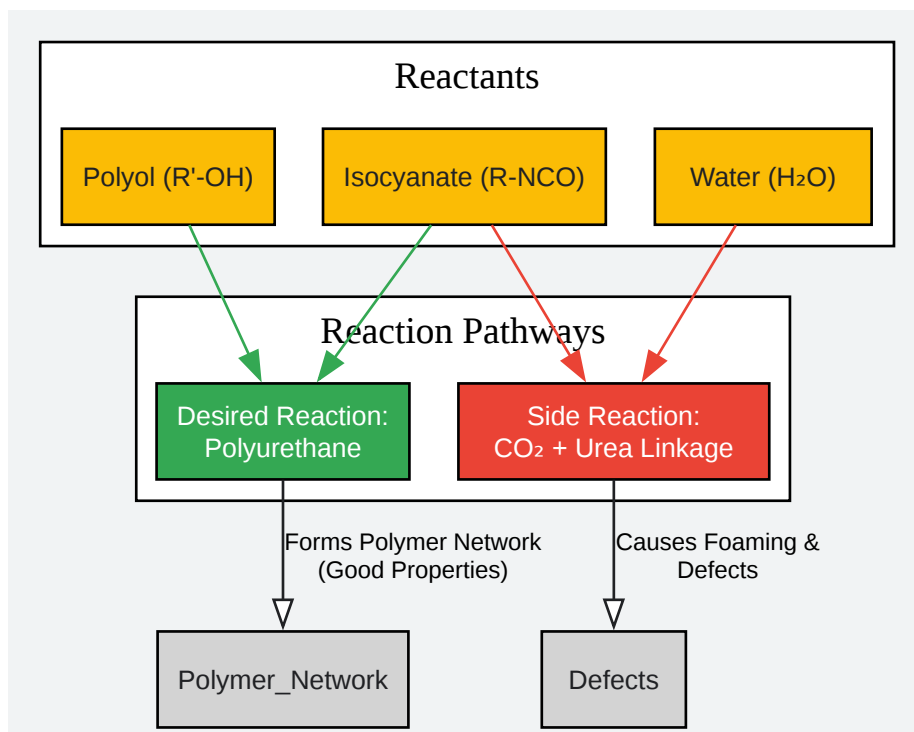 Reactants
Polyol (R'-OH)
Isocyanate (R-NCO)
Water (H₂O)
Reaction Pathways
Desired Reaction:
Polyurethane
Side Reaction:
CO₂ + Urea Linkage
Forms Polymer Network
(Good Properties)
Causes Foaming &
Defects
Polymer_Network
Defects